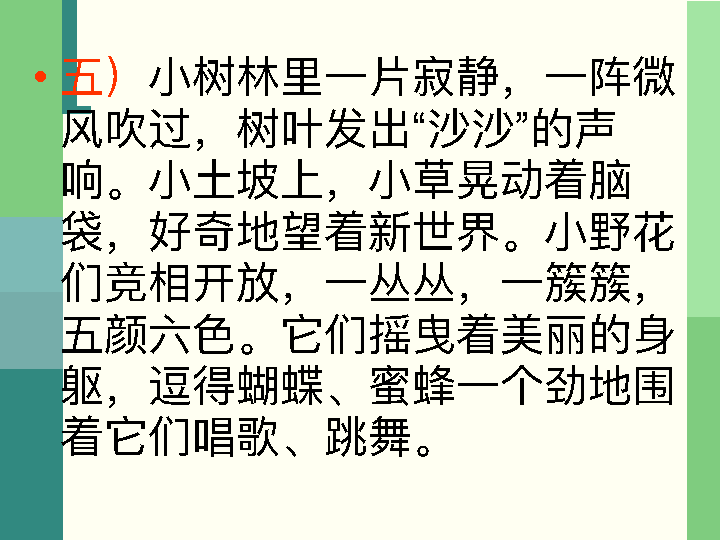 • 五）小树林里一片寂静，一阵微
风吹过，树叶发出“沙沙”的声
响。小土坡上，小草晃动着脑
袋，好奇地望着新世界。小野花
们竞相开放，一丛丛，一簇簇，
五颜六色。它们摇曳着美丽的身
躯，逗得蝴蝶、蜜蜂一个劲地围
着它们唱歌、跳舞。